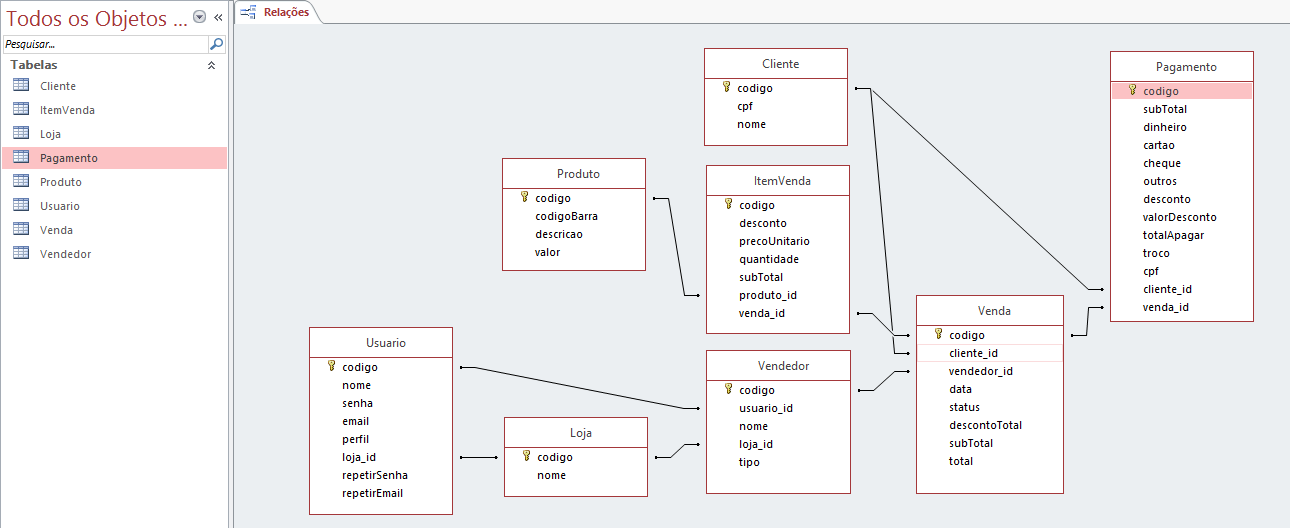 Todos os Objetos ...
Pesquisar...
Tabelas
Cliente
ItemVenda
Loja
Pagamento
Produto
Usuario
Venda
Vendedor
Relações
Cliente
codigo
cpf
nome
Pagamento
codigo
subTotal
dinheiro
cartao
cheque
outros
desconto
valorDesconto
totalApagar
troco
cpf
cliente_id
venda_id
Produto
codigo
codigoBarra
descricao
valor
ItemVenda
codigo
desconto
precoUnitario
quantidade
subTotal
produto_id
venda_id
Venda
codigo
cliente_id
vendedor_id
data
status
descontoTotal
subTotal
total
Usuario
codigo
nome
senha
email
perfil
loja_id
repetirSenha
repetirEmail
Vendedor
codigo
usuario_id
nome
loja_id
tipo
Loja
codigo
nome